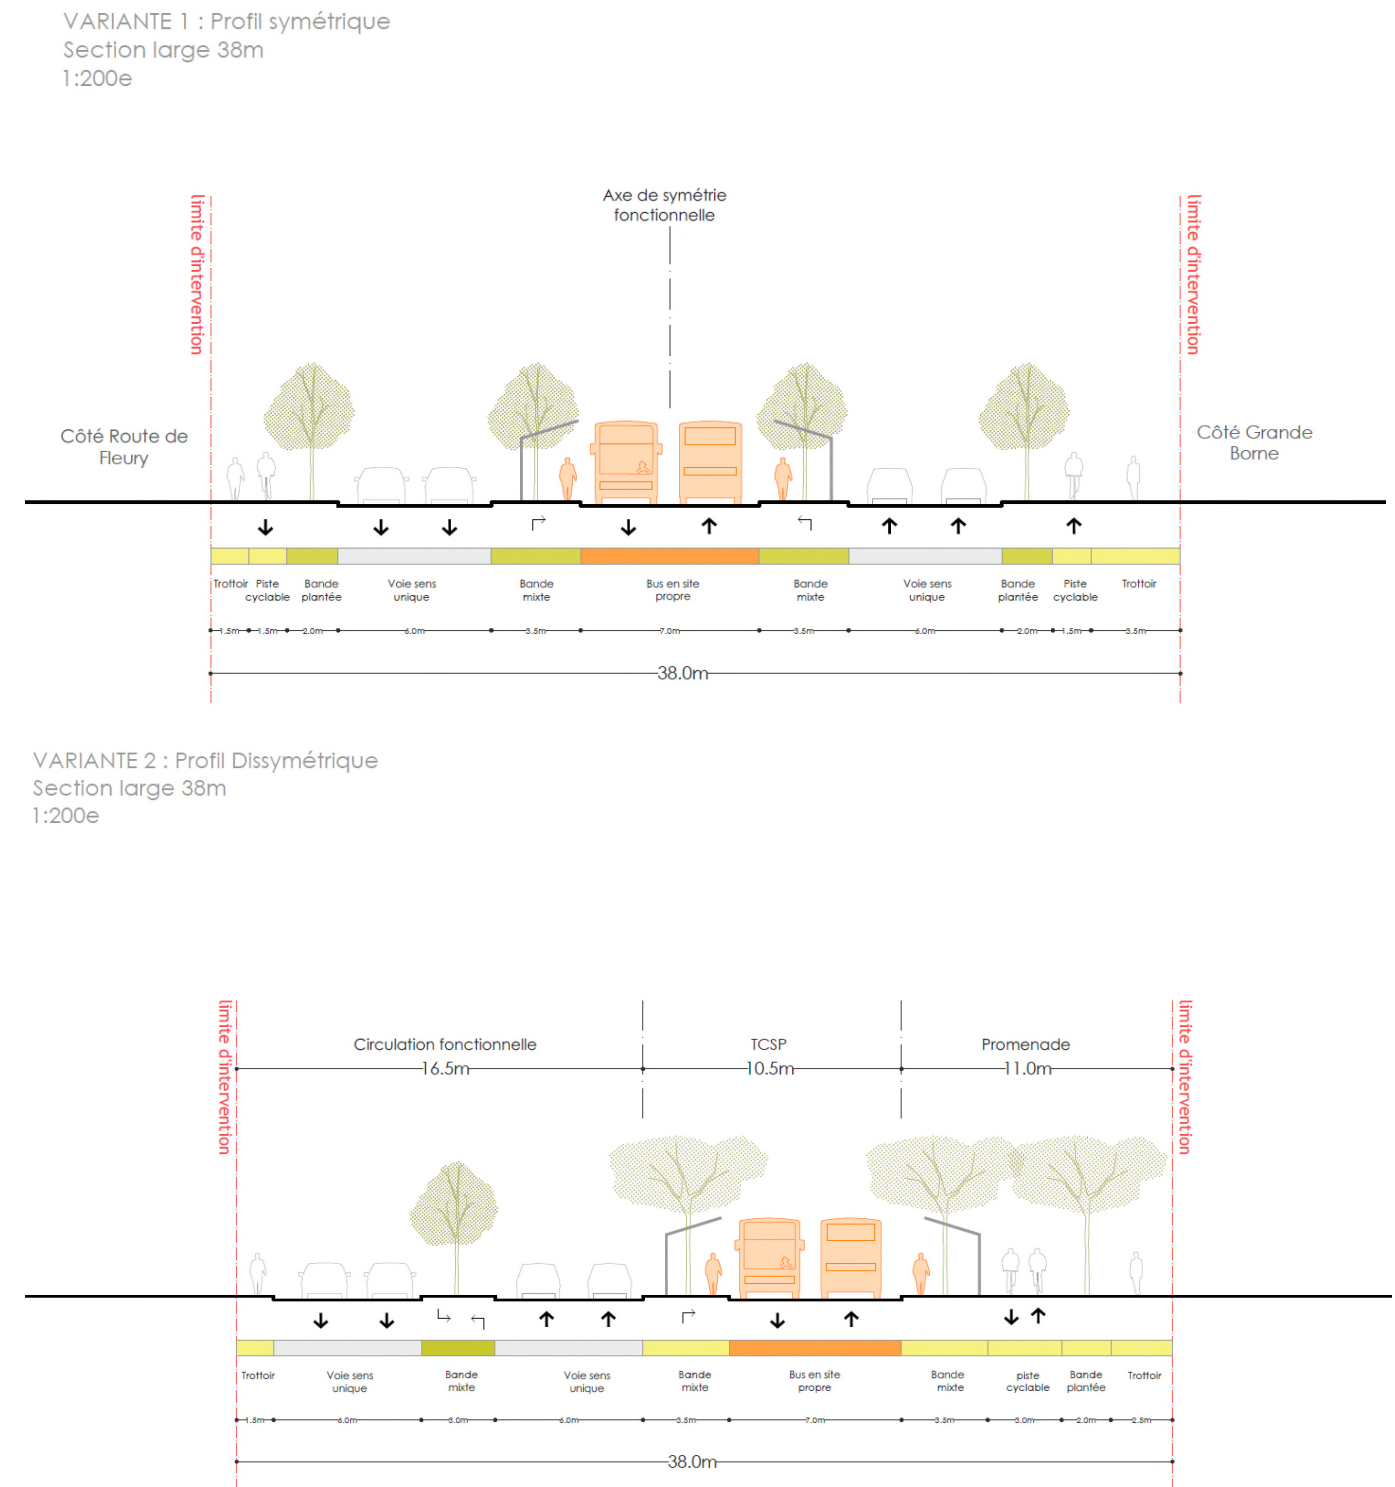 VARIANTE 1 : Profil symétrique
Section large 38m
1:200e
Axe de symétrie
fonctionnelle
limite d'intervention
limite d'intervention
Côté Route de
Fleury
Côté Grande
Borne
Trottoir Piste cyclable Bande plantée Voie sens unique Bande mixte Bus en site propre Bande mixte Voie sens unique Bande plantée Piste cyclable Trottoir
1.5m 1.5m 2.0m 6.0m 3.5m 7.0m 3.5m 6.0m 2.0m 1.5m 3.5m
38.0m
VARIANTE 2 : Profil Dissymétrique
Section large 38m
1:200e
limite d'intervention
limite d'intervention
Circulation fonctionnelle TCSP Promenade
16.5m 10.5m 11.0m
Trottoir Voie sens unique Bande mixte Voie sens unique Bande mixte Bus en site propre Bande mixte piste cyclable Bande plantée Trottoir
1.5m 6.0m 3.0m 6.0m 3.5m 7.0m 3.5m 3.0m 2.0m 2.5m
38.0m